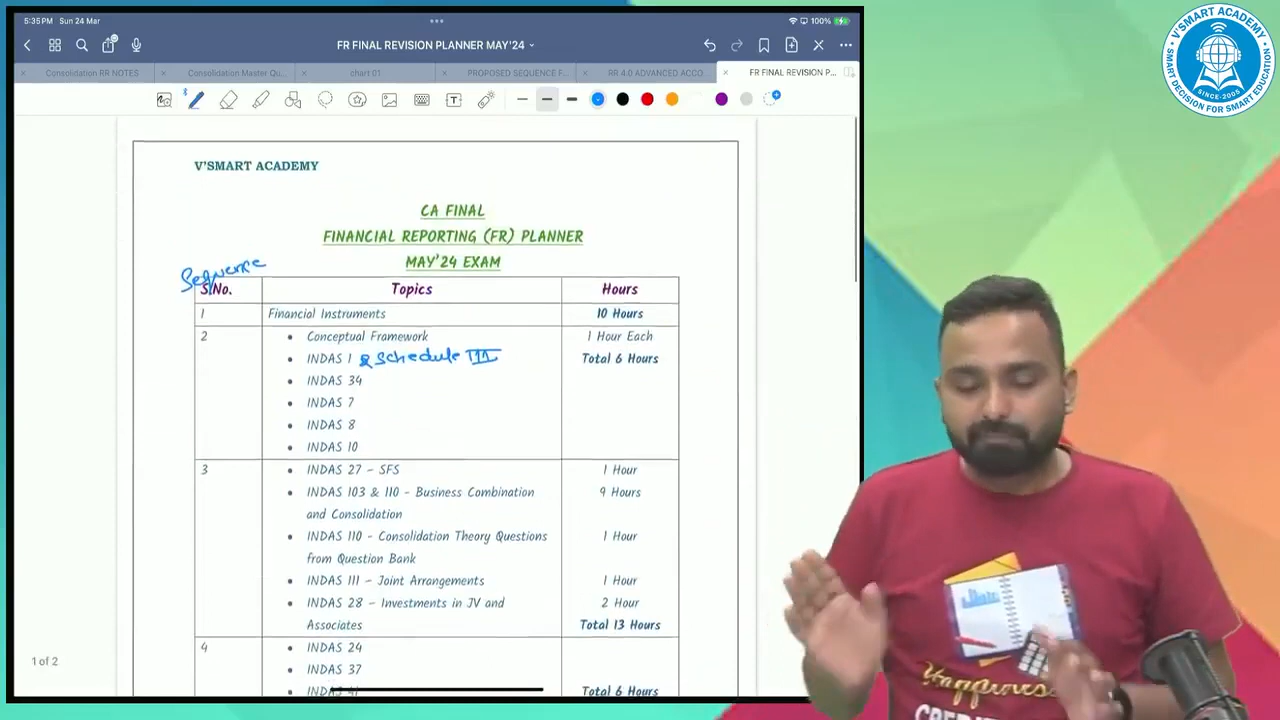 5:35 PM Sun 24 Mar
100%
FR FINAL REVISION PLANNER MAY'24
Consolidation RR NOTES
Consolidation Master Qu...
chart 01
PROPOSED SEQUENCE F...
RR 4.0 ADVANCED ACCO
FR FINAL REVISION P...
V'SMART ACADEMY
SMART DECISION FOR SMART EDUCATION
SINCE-2005
V'SMART ACADEMY
CA FINAL
FINANCIAL REPORTING (FR) PLANNER
MAY'24 EXAM
Sequence
S.No. Topics Hours
1 Financial Instruments 10 Hours
2 • Conceptual Framework 1 Hour Each
• INDAS 1 & Schedule III Total 6 Hours
• INDAS 34
• INDAS 7
• INDAS 8
• INDAS 10
3 • INDAS 27 – SFS 1 Hour
• INDAS 103 & 110 - Business Combination 9 Hours
and Consolidation
• INDAS 110 - Consolidation Theory Questions 1 Hour
from Question Bank
• INDAS 111 – Joint Arrangements 1 Hour
• INDAS 28 – Investments in JV and 2 Hour
Associates Total 13 Hours
4 • INDAS 24
• INDAS 37
• INDAS 41 Total 6 Hours
1 of 2
Happiness